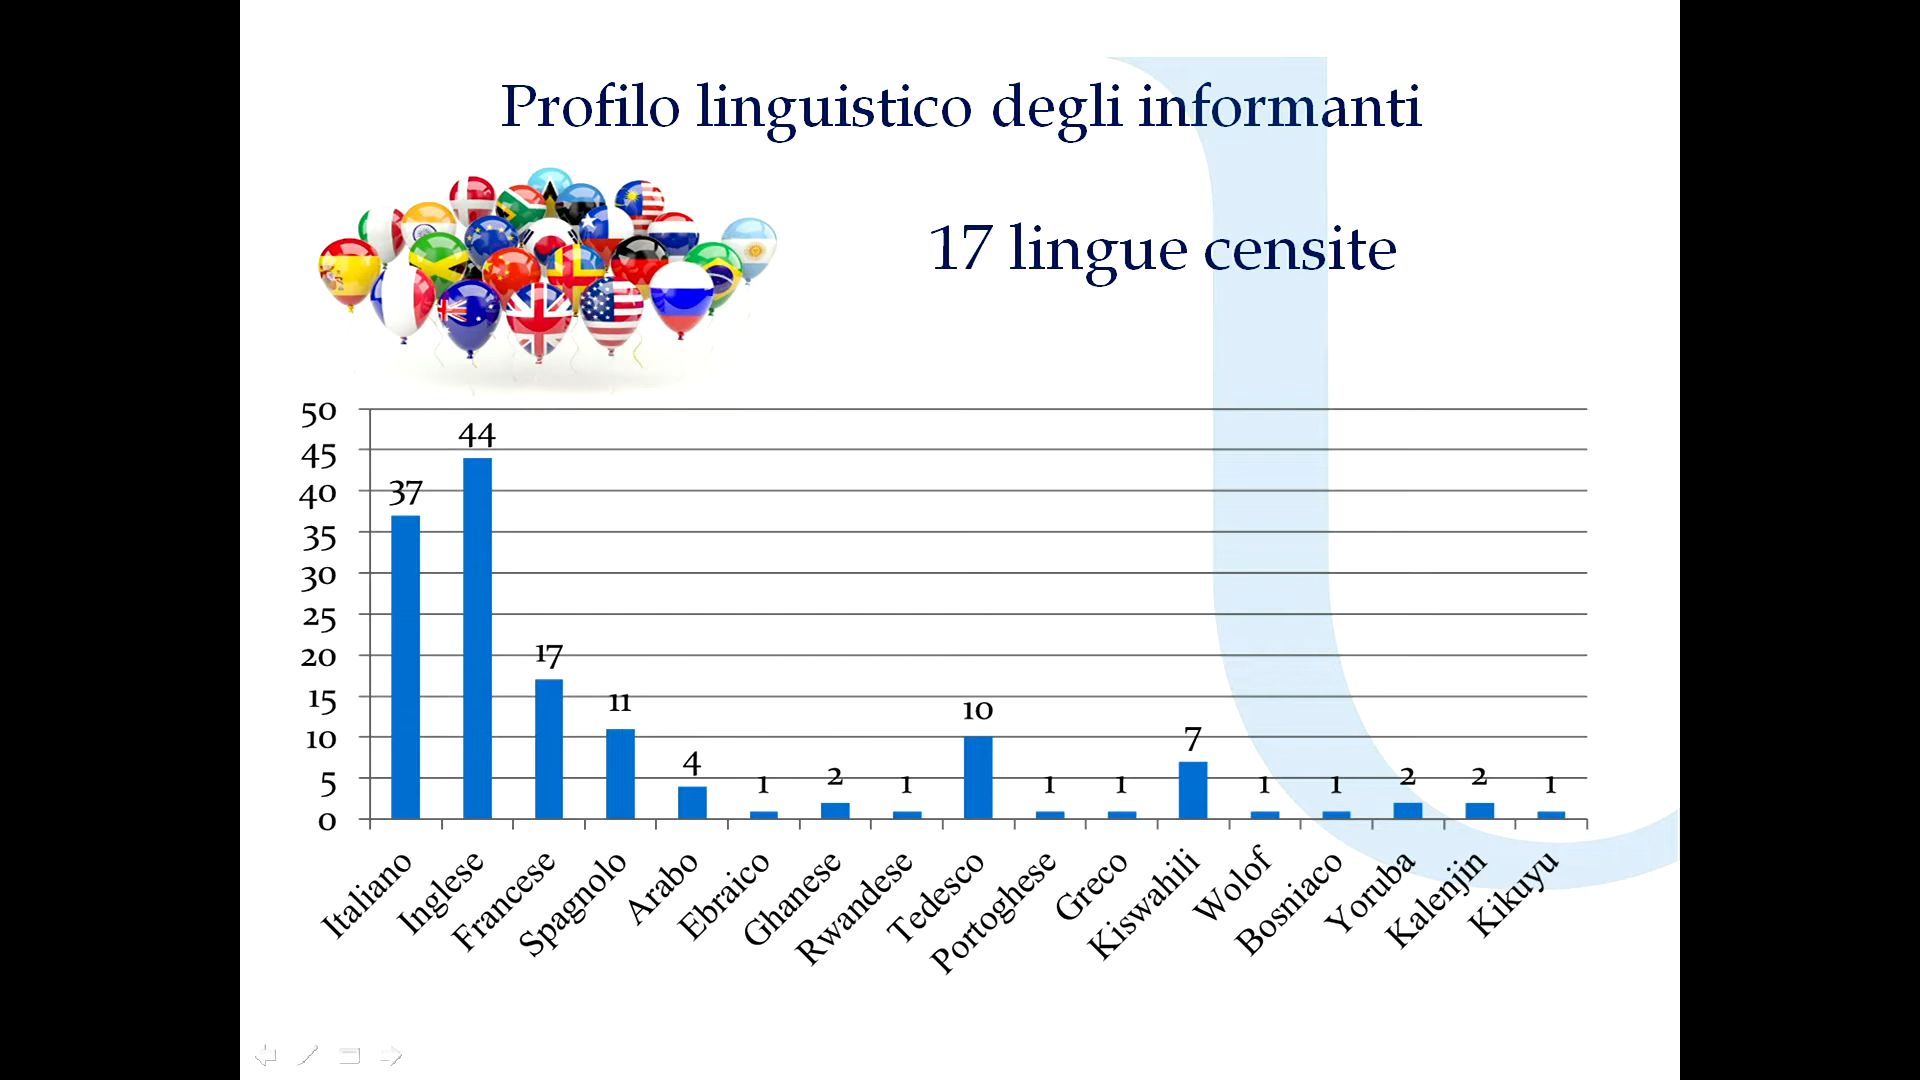 Profilo linguistico degli informanti
17 lingue censite
50
45
40
35
30
25
20
15
10
5
0
37
44
17
11
4
1
2
1
10
1
1
7
1
1
2
2
1
Italiano
Inglese
Francese
Spagnolo
Arabo
Ebraico
Ghanese
Rwandese
Tedesco
Portoghese
Greco
Kiswahili
Wolof
Bosniaco
Yoruba
Kalenjin
Kikuyu